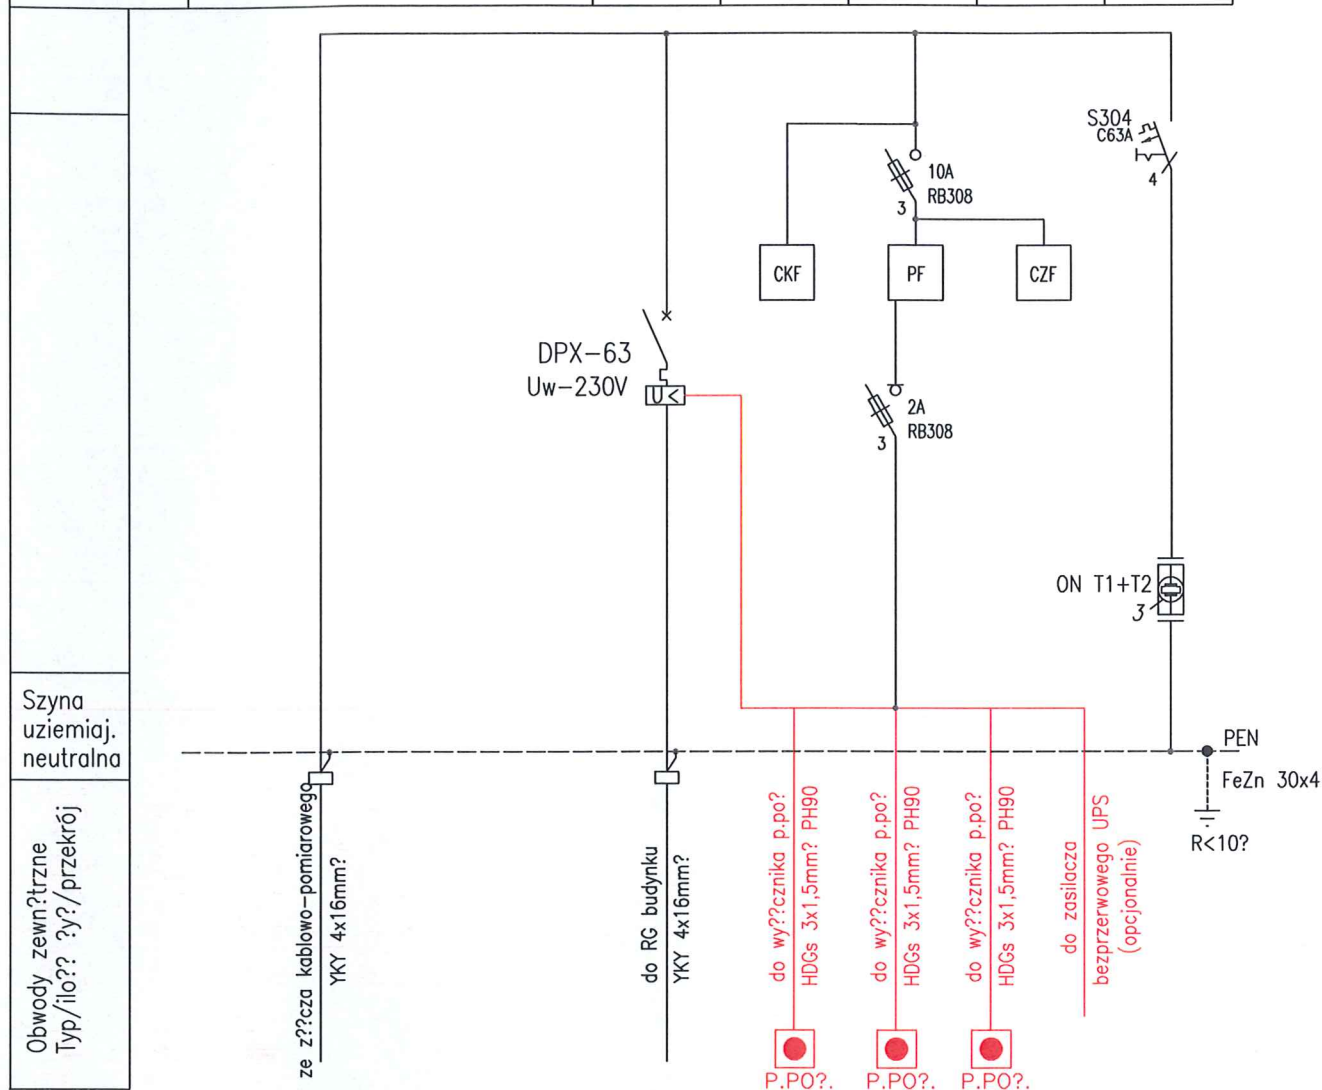 S304
C63A
4
10A
RB308
3
CKF
PF
CZF
DPX-63
Uw-230V
U<
2A
RB308
3
ON T1+T2
3
Szyna
uziemiaj.
neutralna
PEN
FeZn 30x4
R<10?
Obwody zewn?trzne
Typ/ilo?? ?y?/przekrój
ze z??cza kablowo-pomiarowego
YKY 4x16mm?
do RG budynku
YKY 4x16mm?
do wy??cznika p.po?
HDGs 3x1,5mm? PH90
do wy??cznika p.po?
HDGs 3x1,5mm? PH90
do wy??cznika p.po?
HDGs 3x1,5mm? PH90
do zasilacza
bezprzerwowego UPS
(opcjonalnie)
P.PO?.
P.PO?.
P.PO?.